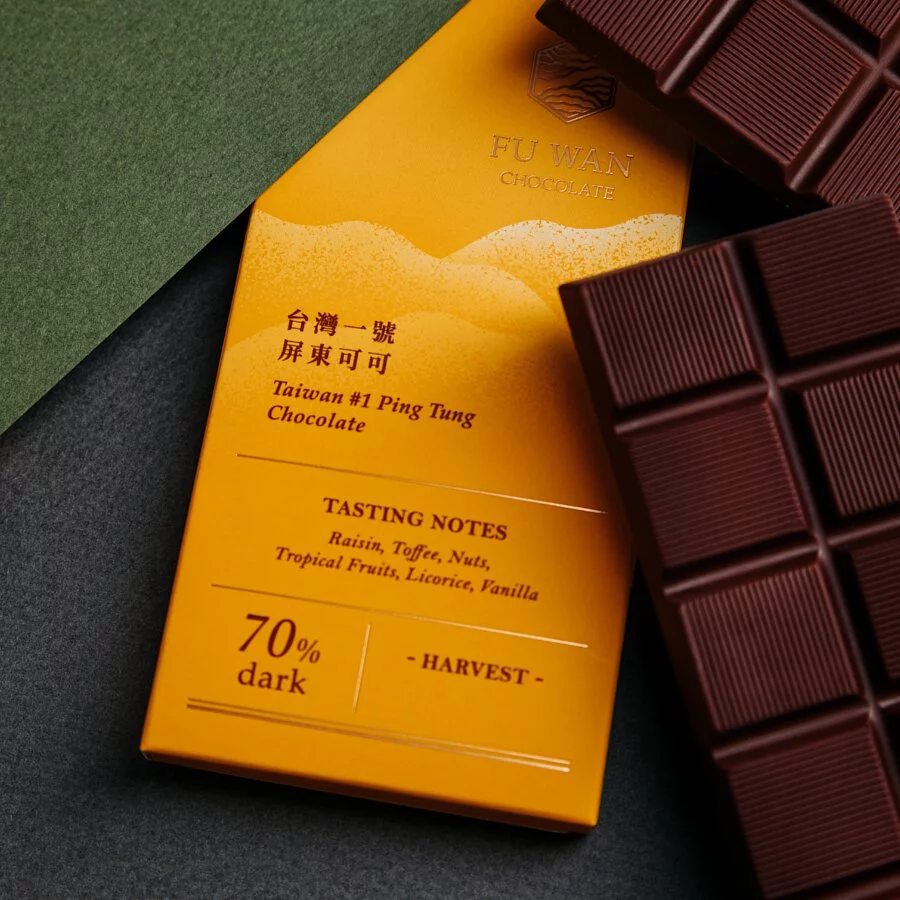 FU WAN
CHOCOLATE
台灣一號
屏東可可
Taiwan #1 Ping Tung
Chocolate
TASTING NOTES
Raisin, Toffee, Nuts,
Tropical Fruits, Licorice, Vanilla
70%
dark
- HARVEST -